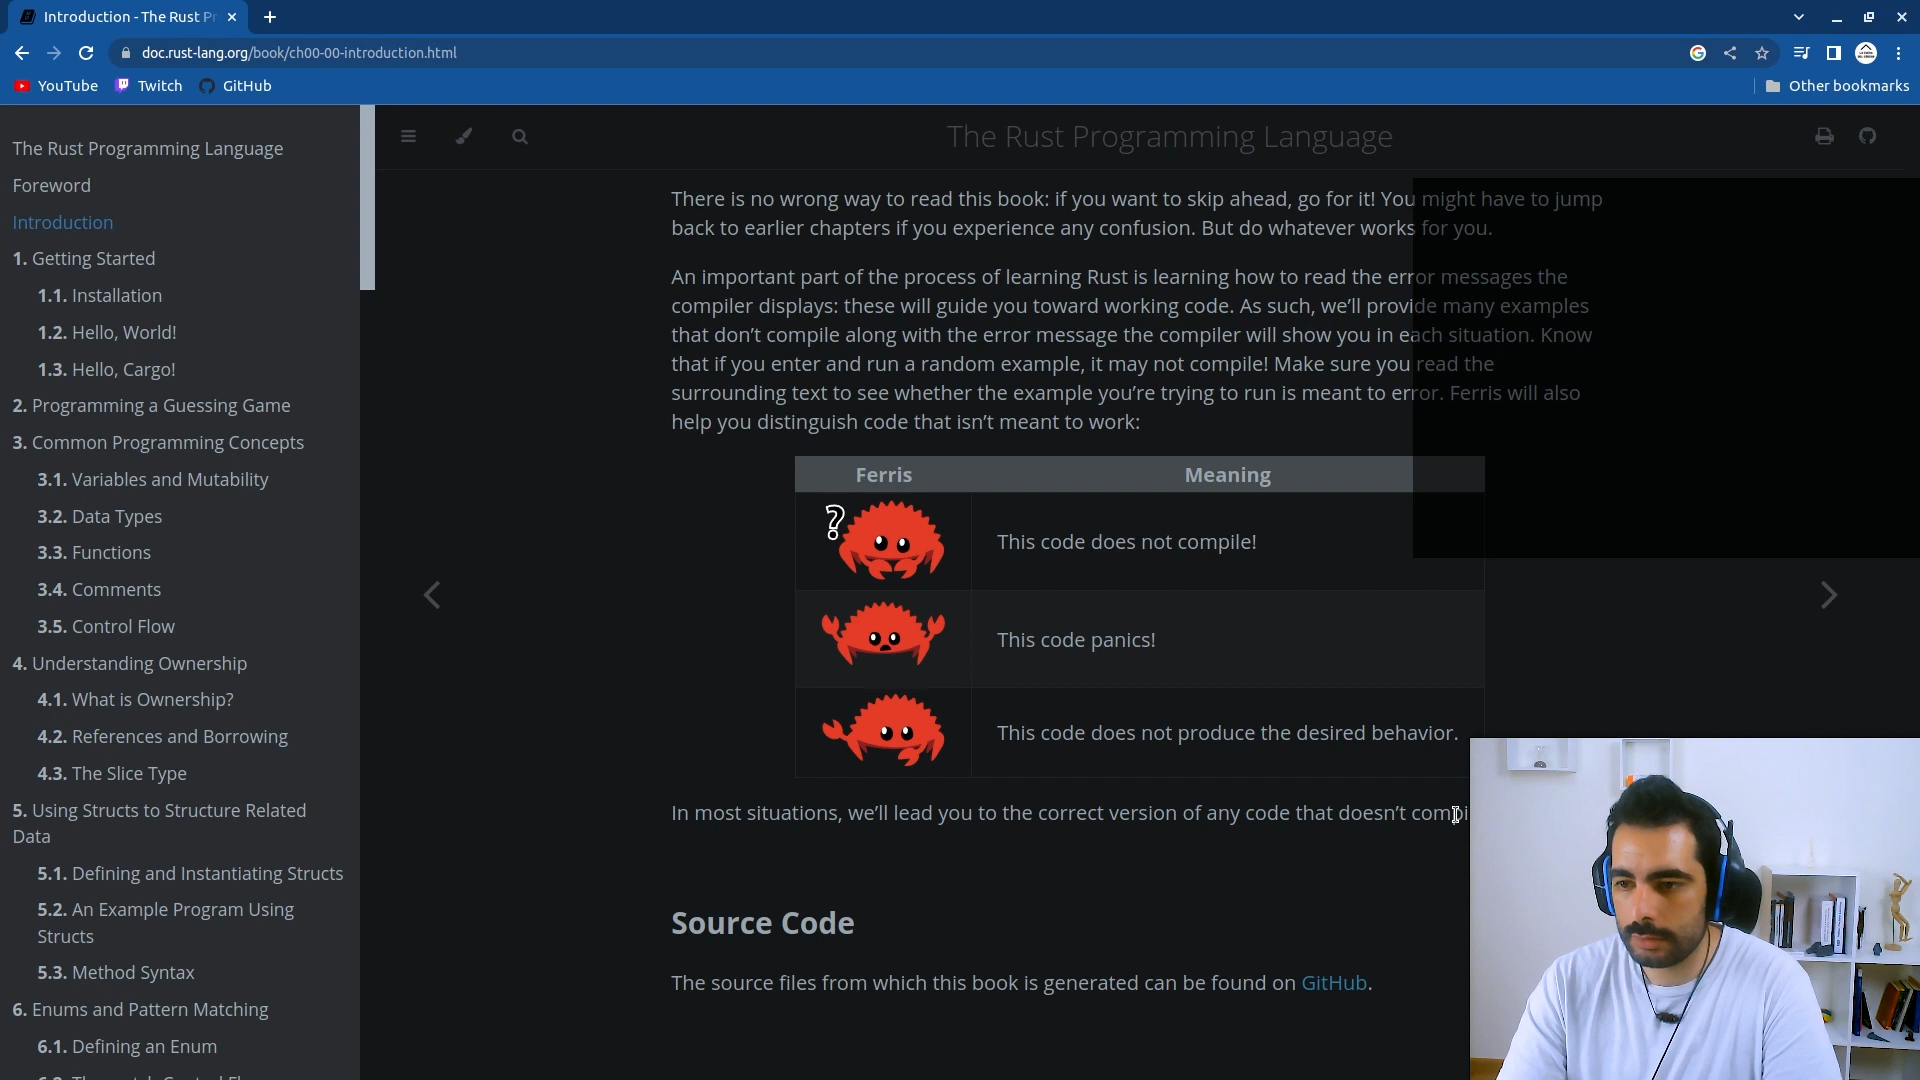 Introduction - The Rust Pr
doc.rust-lang.org/book/ch00-00-introduction.html
YouTube
Twitch
GitHub
Other bookmarks
The Rust Programming Language
Foreword
Introduction
1. Getting Started
1.1. Installation
1.2. Hello, World!
1.3. Hello, Cargo!
2. Programming a Guessing Game
3. Common Programming Concepts
3.1. Variables and Mutability
3.2. Data Types
3.3. Functions
3.4. Comments
3.5. Control Flow
4. Understanding Ownership
4.1. What is Ownership?
4.2. References and Borrowing
4.3. The Slice Type
5. Using Structs to Structure Related
Data
5.1. Defining and Instantiating Structs
5.2. An Example Program Using
Structs
5.3. Method Syntax
6. Enums and Pattern Matching
6.1. Defining an Enum
The Rust Programming Language
There is no wrong way to read this book: if you want to skip ahead, go for it! You might have to jump
back to earlier chapters if you experience any confusion. But do whatever works for you.
An important part of the process of learning Rust is learning how to read the error messages the
compiler displays: these will guide you toward working code. As such, we’ll provide many examples
that don’t compile along with the error message the compiler will show you in each situation. Know
that if you enter and run a random example, it may not compile! Make sure you read the
surrounding text to see whether the example you’re trying to run is meant to error. Ferris will also
help you distinguish code that isn’t meant to work:
Ferris Meaning
?
This code does not compile!
This code panics!
This code does not produce the desired behavior.
In most situations, we’ll lead you to the correct version of any code that doesn’t compi
Source Code
The source files from which this book is generated can be found on GitHub.